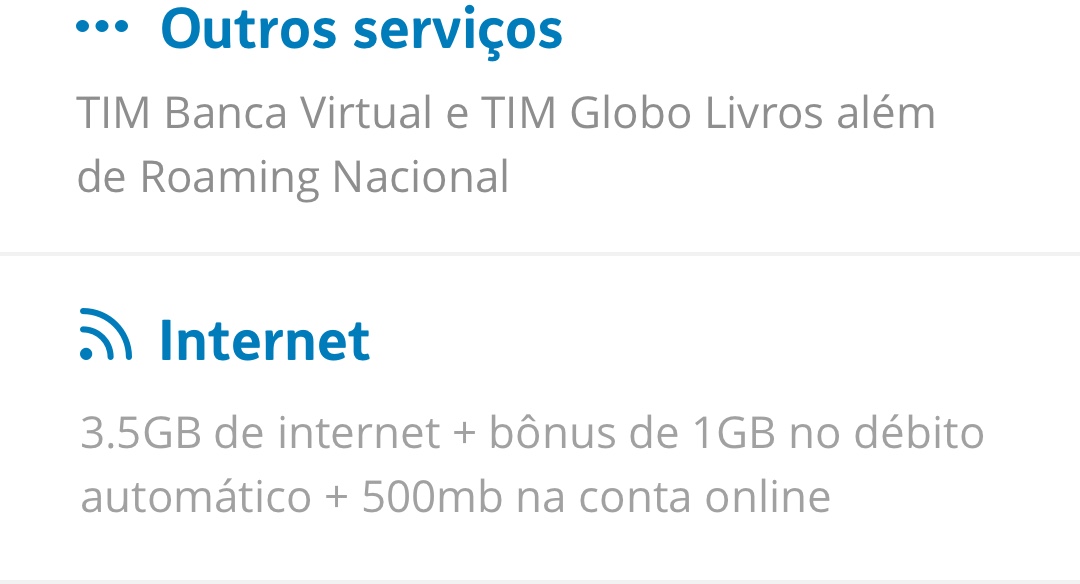 Outros serviços
TIM Banca Virtual e TIM Globo Livros além
de Roaming Nacional
Internet
3.5GB de internet + bônus de 1GB no débito
automático + 500mb na conta online